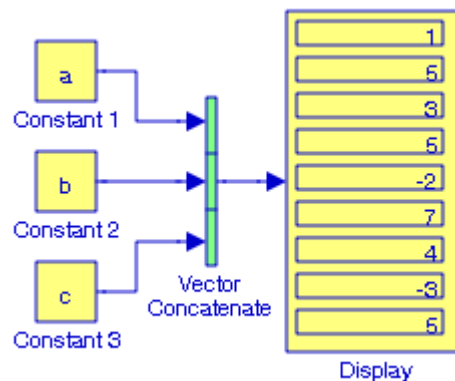 a
Constant 1
b
Constant 2
c
Constant 3
Vector
Concatenate
1
5
3
5
-2
7
4
-3
5
Display